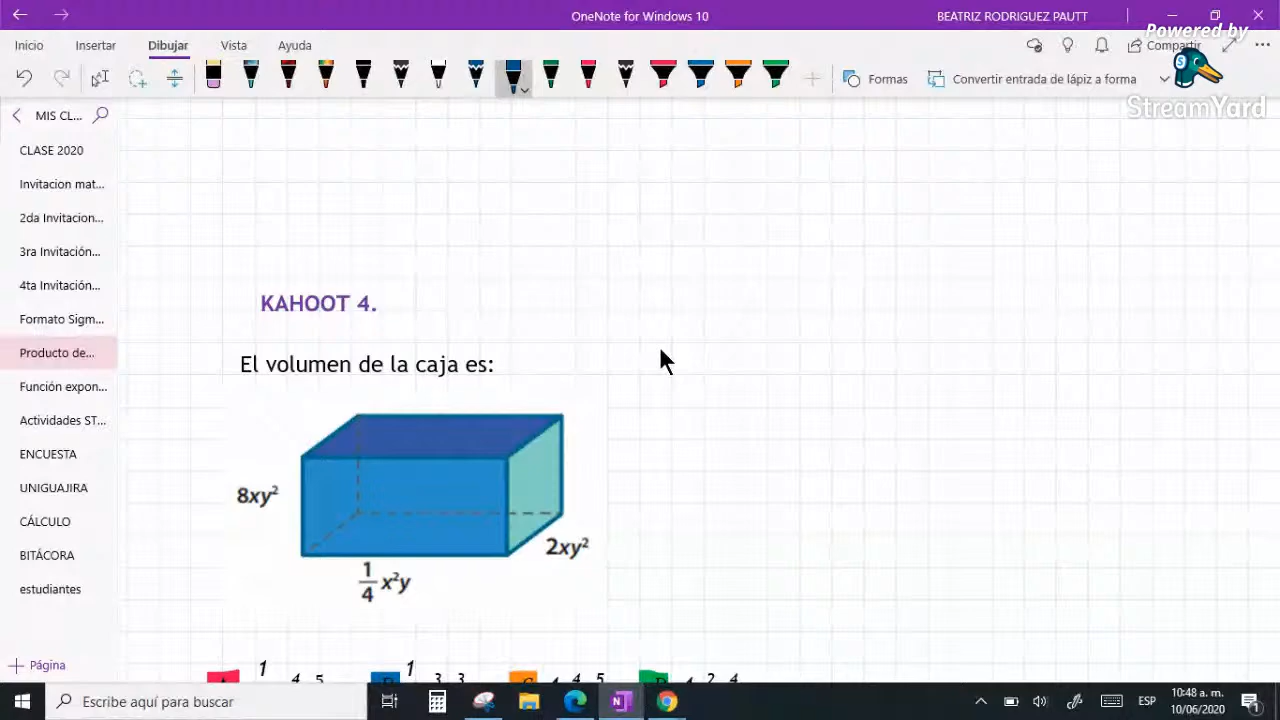 OneNote for Windows 10
BEATRIZ RODRIGUEZ PAUTT
Powered by
StreamYard
Inicio Insertar Dibujar Vista Ayuda
Compartir
Formas
Convertir entrada de lápiz a forma
MIS CL...
CLASE 2020
Invitacion mat...
2da Invitacion...
3ra Invitación...
4ta Invitación...
Formato Sigm...
Producto de...
Función expon...
Actividades ST...
ENCUESTA
UNIGUAJIRA
CÁLCULO
BITÁCORA
estudiantes
Página
KAHOOT 4.
El volumen de la caja es:
8xy²
2xy²
1/4 x²y
Escribe aquí para buscar
ESP
10:48 a. m.
10/06/2020
1